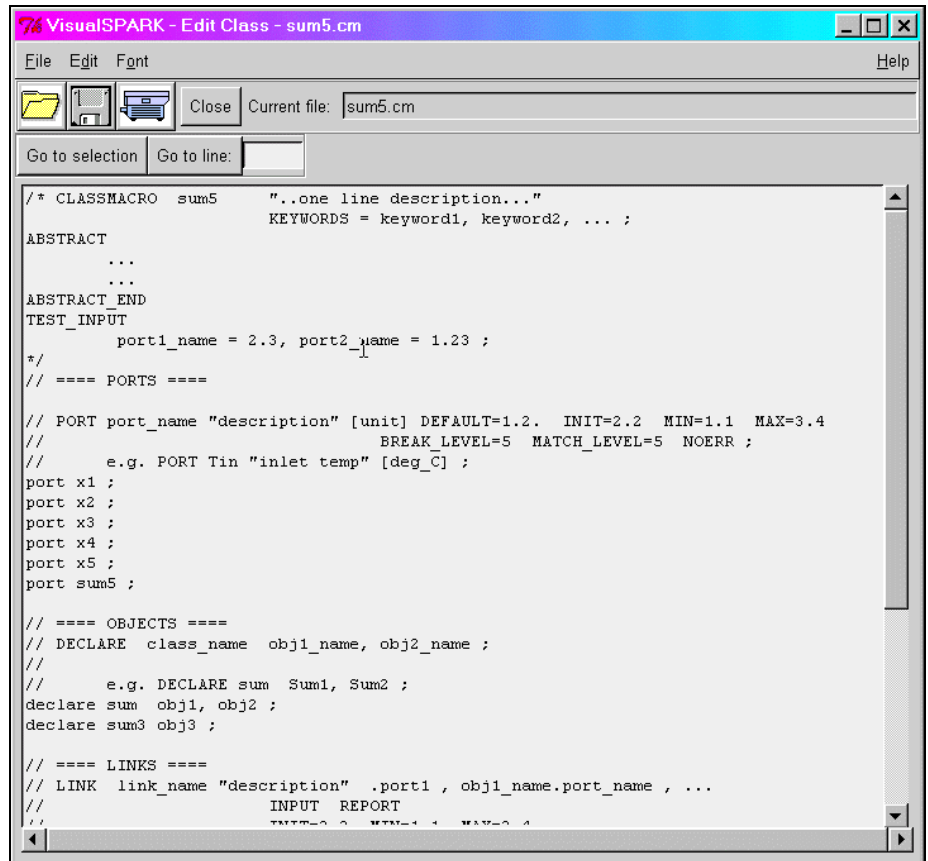 VisualSPARK - Edit Class - sum5.cm
File Edit Font Help
Close Current file: sum5.cm
Go to selection Go to line:
/* CLASSMACRO sum5 "..one line description..."
KEYWORDS = keyword1, keyword2, ... ;
ABSTRACT
...
...
ABSTRACT_END
TEST_INPUT
port1_name = 2.3, port2_name = 1.23 ;
*/
// ==== PORTS ====
// PORT port_name "description" [unit] DEFAULT=1.2. INIT=2.2 MIN=1.1 MAX=3.4
// BREAK_LEVEL=5 MATCH_LEVEL=5 NOERR ;
// e.g. PORT Tin "inlet temp" [deg_C] ;
port x1 ;
port x2 ;
port x3 ;
port x4 ;
port x5 ;
port sum5 ;
// ==== OBJECTS ====
// DECLARE class_name obj1_name, obj2_name ;
//
// e.g. DECLARE sum Sum1, Sum2 ;
declare sum obj1, obj2 ;
declare sum3 obj3 ;
// ==== LINKS ====
// LINK link_name "description" .port1 , obj1_name.port_name , ...
// INPUT REPORT
//